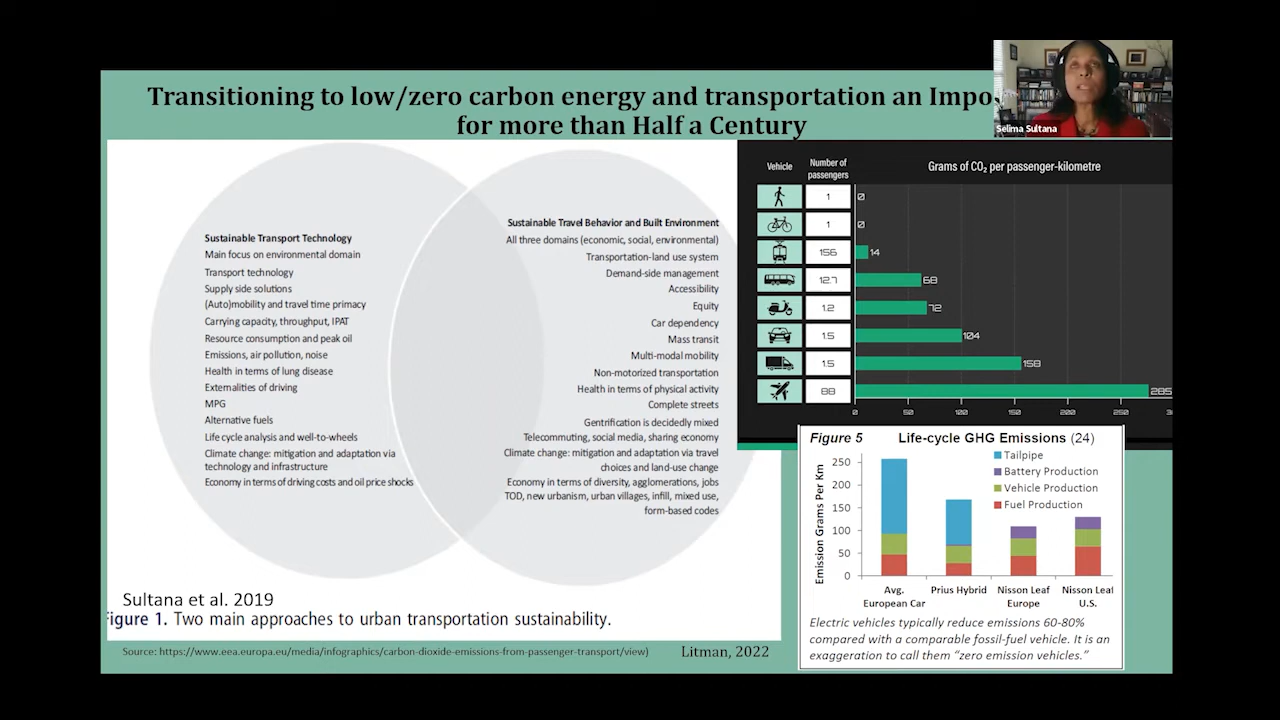 Transitioning to low/zero carbon energy and transportation an Impo
for more than Half a Century
Selima Sultana
Sustainable Transport Technology
Main focus on environmental domain
Transport technology
Supply side solutions
(Auto)mobility and travel time primacy
Carrying capacity, throughput, IPAT
Resource consumption and peak oil
Emissions, air pollution, noise
Health in terms of lung disease
Externalities of driving
MPG
Alternative fuels
Life cycle analysis and well-to-wheels
Climate change: mitigation and adaptation via
technology and infrastructure
Economy in terms of driving costs and oil price shocks
Sustainable Travel Behavior and Built Environment
All three domains (economic, social, environmental)
Transportation-land use system
Demand-side management
Accessibility
Equity
Car dependency
Mass transit
Multi-modal mobility
Non-motorized transportation
Health in terms of physical activity
Complete streets
Gentrification is decidedly mixed
Telecommuting, social media, sharing economy
Climate change: mitigation and adaptation via travel
choices and land-use change
Economy in terms of diversity, agglomerations, jobs
TOD, new urbanism, urban villages, infill, mixed use,
form-based codes
Sultana et al. 2019
igure 1. Two main approaches to urban transportation sustainability.
Source: https://www.eea.europa.eu/media/infographics/carbon-dioxide-emissions-from-passenger-transport/view)
Litman, 2022
Vehicle
Number of
passengers
Grams of CO₂ per passenger-kilometre
1 0
1 0
156 14
12.7 68
1.2 72
1.5 104
1.5 158
88 285
0 50 100 150 200 250
Figure 5 Life-cycle GHG Emissions (24)
Emission Grams Per Km
250
200
150
100
50
0
Tailpipe
Battery Production
Vehicle Production
Fuel Production
Avg. European Car
Prius Hybrid
Nisson Leaf Europe
Nisson Leaf U.S.
Electric vehicles typically reduce emissions 60-80%
compared with a comparable fossil-fuel vehicle. It is an
exaggeration to call them “zero emission vehicles.”